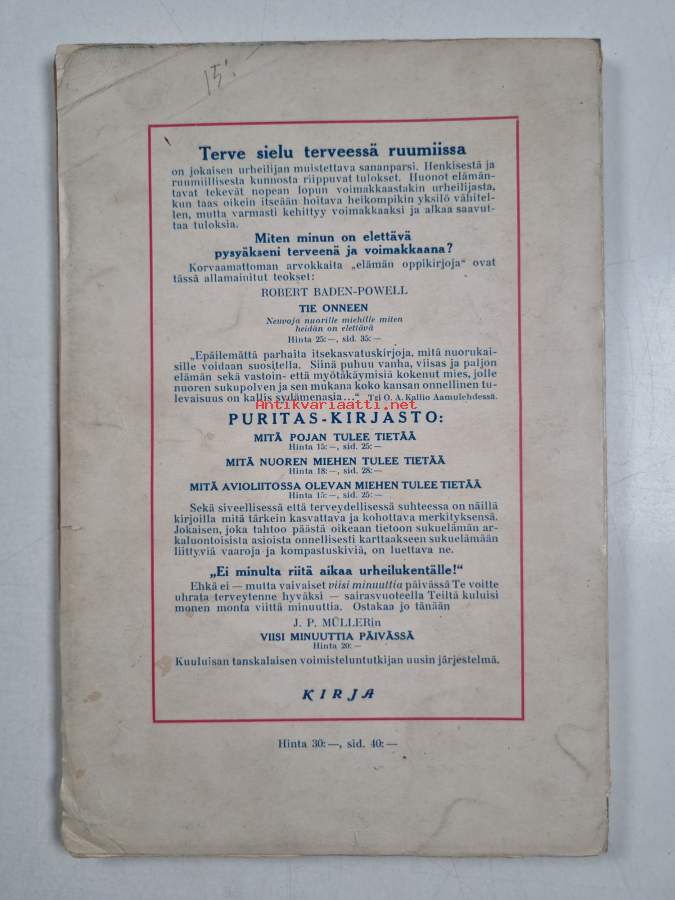 15:
Terve sielu terveessä ruumiissa
on jokaisen urheilijan muistettava sananparsi. Henkisestä ja
ruumiillisesta kunnosta riippuvat tulokset. Huonot elämän-
tavat tekevät nopean lopun voimakkaastakin urheilijasta,
kun taas oikein itseään hoitava heikompikin yksilö vähitel-
len, mutta varmasti kehittyy voimakkaaksi ja alkaa saavut-
taa tuloksia.
Miten minun on elettävä
pysyäkseni terveenä ja voimakkaana?
Korvaamattoman arvokkaita „elämän oppikirjoja“ ovat
tässä allamainitut teokset:
ROBERT BADEN-POWELL
TIE ONNEEN
Neuvoja nuorille miehille miten
heidän on elettävä
Hinta 25:—, sid. 35:—
„Epäilemättä parhaita itsekasvatuskirjoja, mitä nuorukai-
sille voidaan suositella. Siinä puhuu vanha, viisas ja paljon
elämän sekä vastoin- että myötäkäymisiä kokenut mies, jolle
nuoren sukupolven ja sen mukana koko kansan onnellinen tu-
levaisuus on kallis sydämenasia...“ Tri O. A. Kallio Aamulehdessä.
Antikvariaatti.net
PURITAS-KIRJASTO:
MITÄ POJAN TULEE TIETÄÄ
Hinta 15:—, sid. 25:—
MITÄ NUOREN MIEHEN TULEE TIETÄÄ
Hinta 18:—, sid. 28:—
MITÄ AVIOLIITOSSA OLEVAN MIEHEN TULEE TIETÄÄ
Hinta 15:—, sid. 25:—
Sekä siveellisessä että terveydellisessä suhteessa on näillä
kirjoilla mitä tärkein kasvattava ja kohottava merkityksensä.
Jokaisen, joka tahtoo päästä oikeaan tietoon sukuelämän ar-
kaluontoisista asioista onnellisesti karttaakseen sukuelämään
liittyviä vaaroja ja kompastuskiviä, on luettava ne.
„Ei minulta riitä aikaa urheilukentälle!“
Ehkä ei — mutta vaivaiset viisi minuuttia päivässä Te voitte
uhrata terveytenne hyväksi — sairasvuoteella Teiltä kuluisi
monen monta viittä minuuttia. Ostakaa jo tänään
J. P. MÜLLERin
VIISI MINUUTTIA PÄIVÄSSÄ
Hinta 20:—
Kuuluisan tanskalaisen voimisteluntutkijan uusin järjestelmä.
KIRJA
Hinta 30:—, sid. 40:—